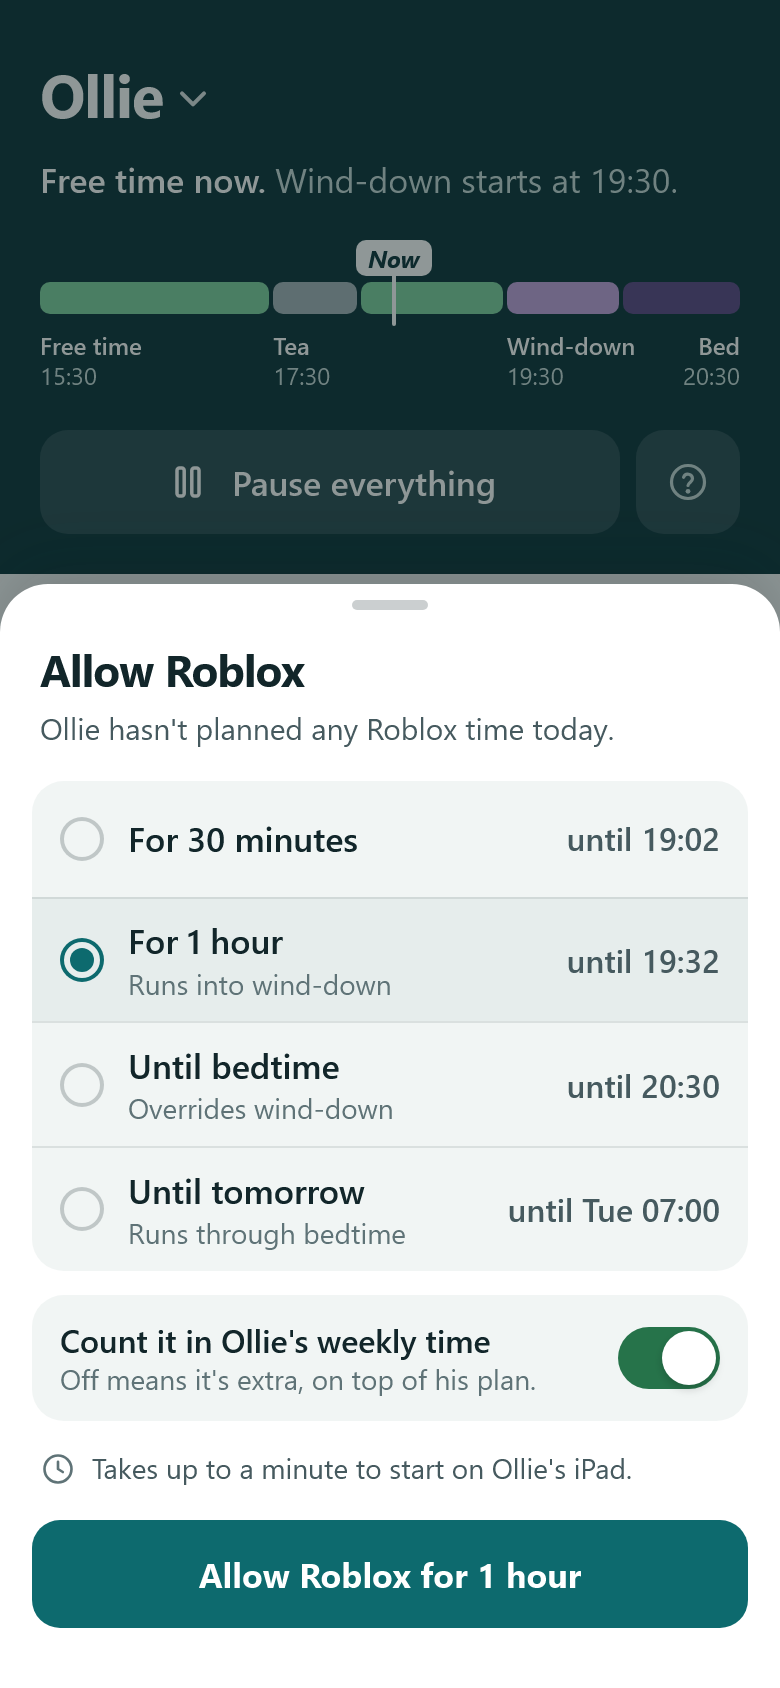 Ollie
Free time now. Wind-down starts at 19:30.
Now
Free time
15:30
Tea
17:30
Wind-down
19:30
Bed
20:30
Pause everything
Allow Roblox
Ollie hasn't planned any Roblox time today.
For 30 minutes
until 19:02
For 1 hour
Runs into wind-down
until 19:32
Until bedtime
Overrides wind-down
until 20:30
Until tomorrow
Runs through bedtime
until Tue 07:00
Count it in Ollie's weekly time
Off means it's extra, on top of his plan.
Takes up to a minute to start on Ollie's iPad.
Allow Roblox for 1 hour